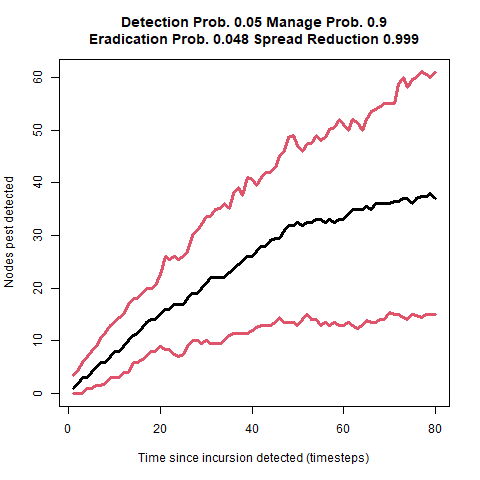 Detection Prob. 0.05 Manage Prob. 0.9
Eradication Prob. 0.048 Spread Reduction 0.999
60
50
40
30
20
10
0
Nodes pest detected
0 20 40 60 80
Time since incursion detected (timesteps)